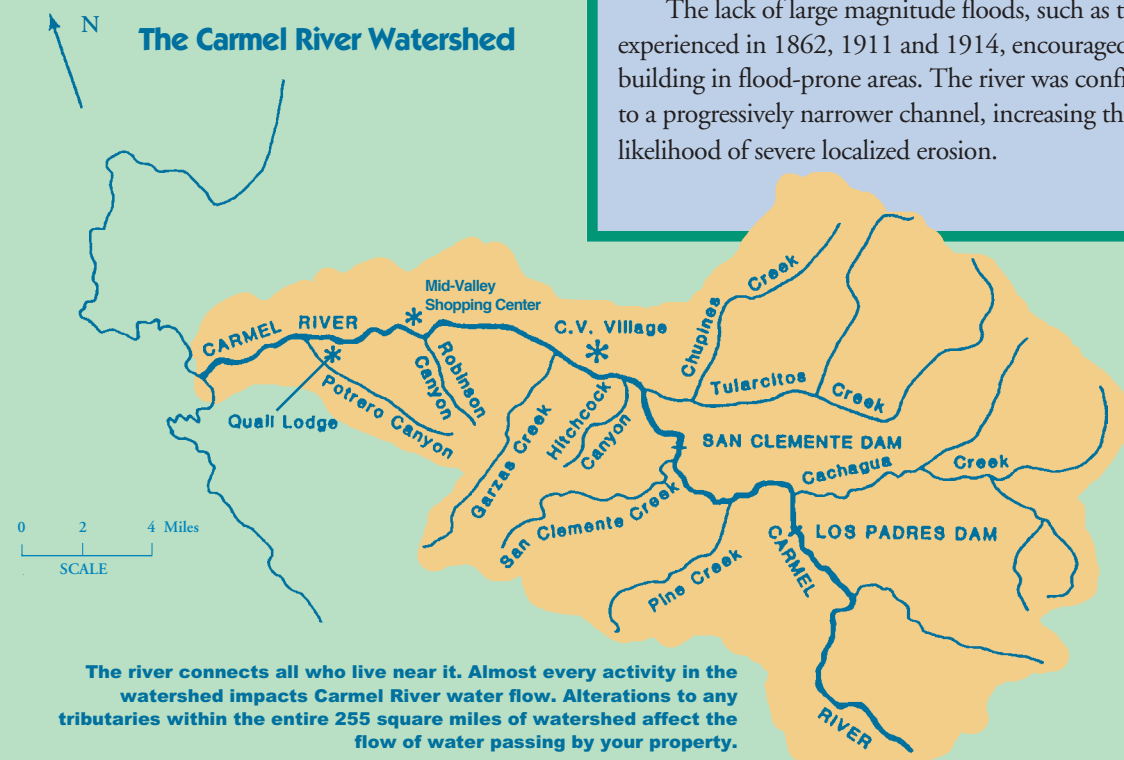 N
The Carmel River Watershed
The lack of large magnitude floods, such as
experienced in 1862, 1911 and 1914, encouraged
building in flood-prone areas. The river was
to a progressively narrower channel, increasing
likelihood of severe localized erosion.
Mid-Valley
Shopping Center
CARMEL RIVER
C.V. Village
Chupines Creek
Robinson
Canyon
Potrero Canyon
Quail Lodge
Tularcitos Creek
Hitchcock
Canyon
Garzas Creek
SAN CLEMENTE DAM
Cachagua Creek
San Clemente Creek
LOS PADRES DAM
Pine Creek
CARMEL
RIVER
0 2 4 Miles
SCALE
The river connects all who live near it. Almost every activity in the
watershed impacts Carmel River water flow. Alterations to any
tributaries within the entire 255 square miles of watershed affect the
flow of water passing by your property.